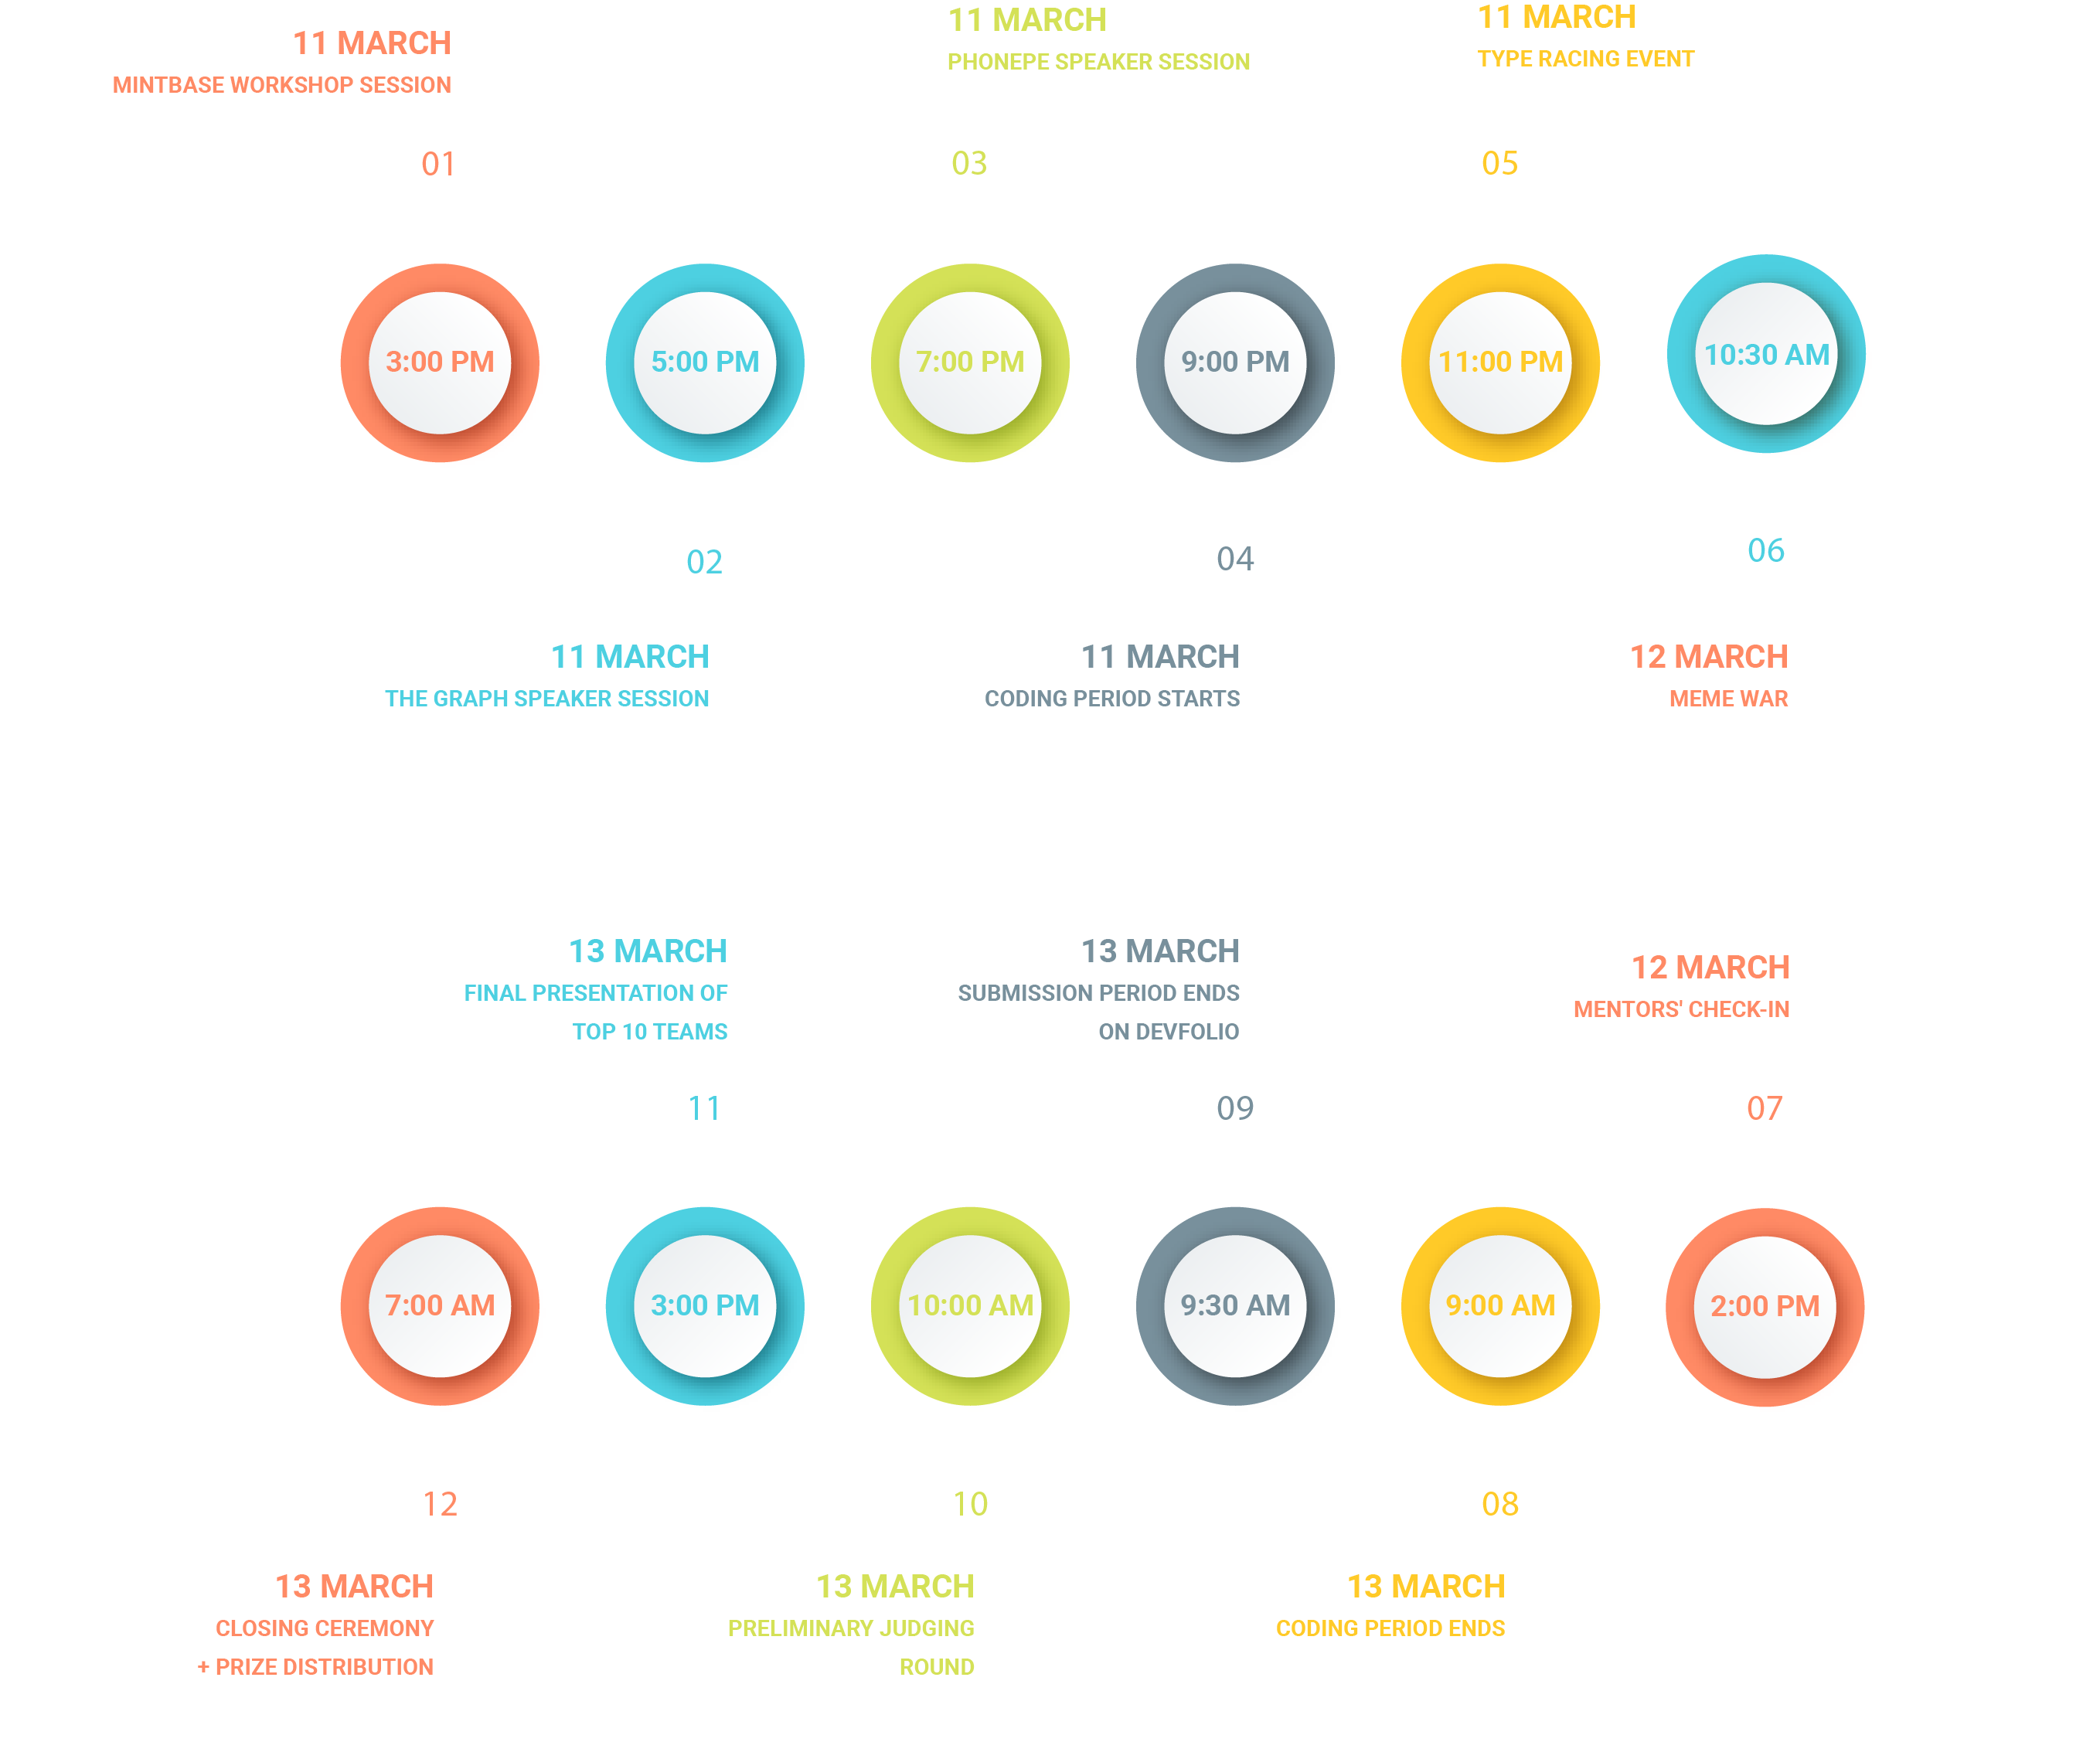 11 MARCH
MINTBASE WORKSHOP SESSION
01
11 MARCH
PHONEPE SPEAKER SESSION
03
11 MARCH
TYPE RACING EVENT
05
3:00 PM
5:00 PM
7:00 PM
9:00 PM
11:00 PM
10:30 AM
02
11 MARCH
THE GRAPH SPEAKER SESSION
04
11 MARCH
CODING PERIOD STARTS
06
12 MARCH
MEME WAR
13 MARCH
FINAL PRESENTATION OF
TOP 10 TEAMS
11
13 MARCH
SUBMISSION PERIOD ENDS
ON DEVFOLIO
09
12 MARCH
MENTORS' CHECK-IN
07
7:00 AM
3:00 PM
10:00 AM
9:30 AM
9:00 AM
2:00 PM
12
13 MARCH
CLOSING CEREMONY
+ PRIZE DISTRIBUTION
10
13 MARCH
PRELIMINARY JUDGING
ROUND
08
13 MARCH
CODING PERIOD ENDS